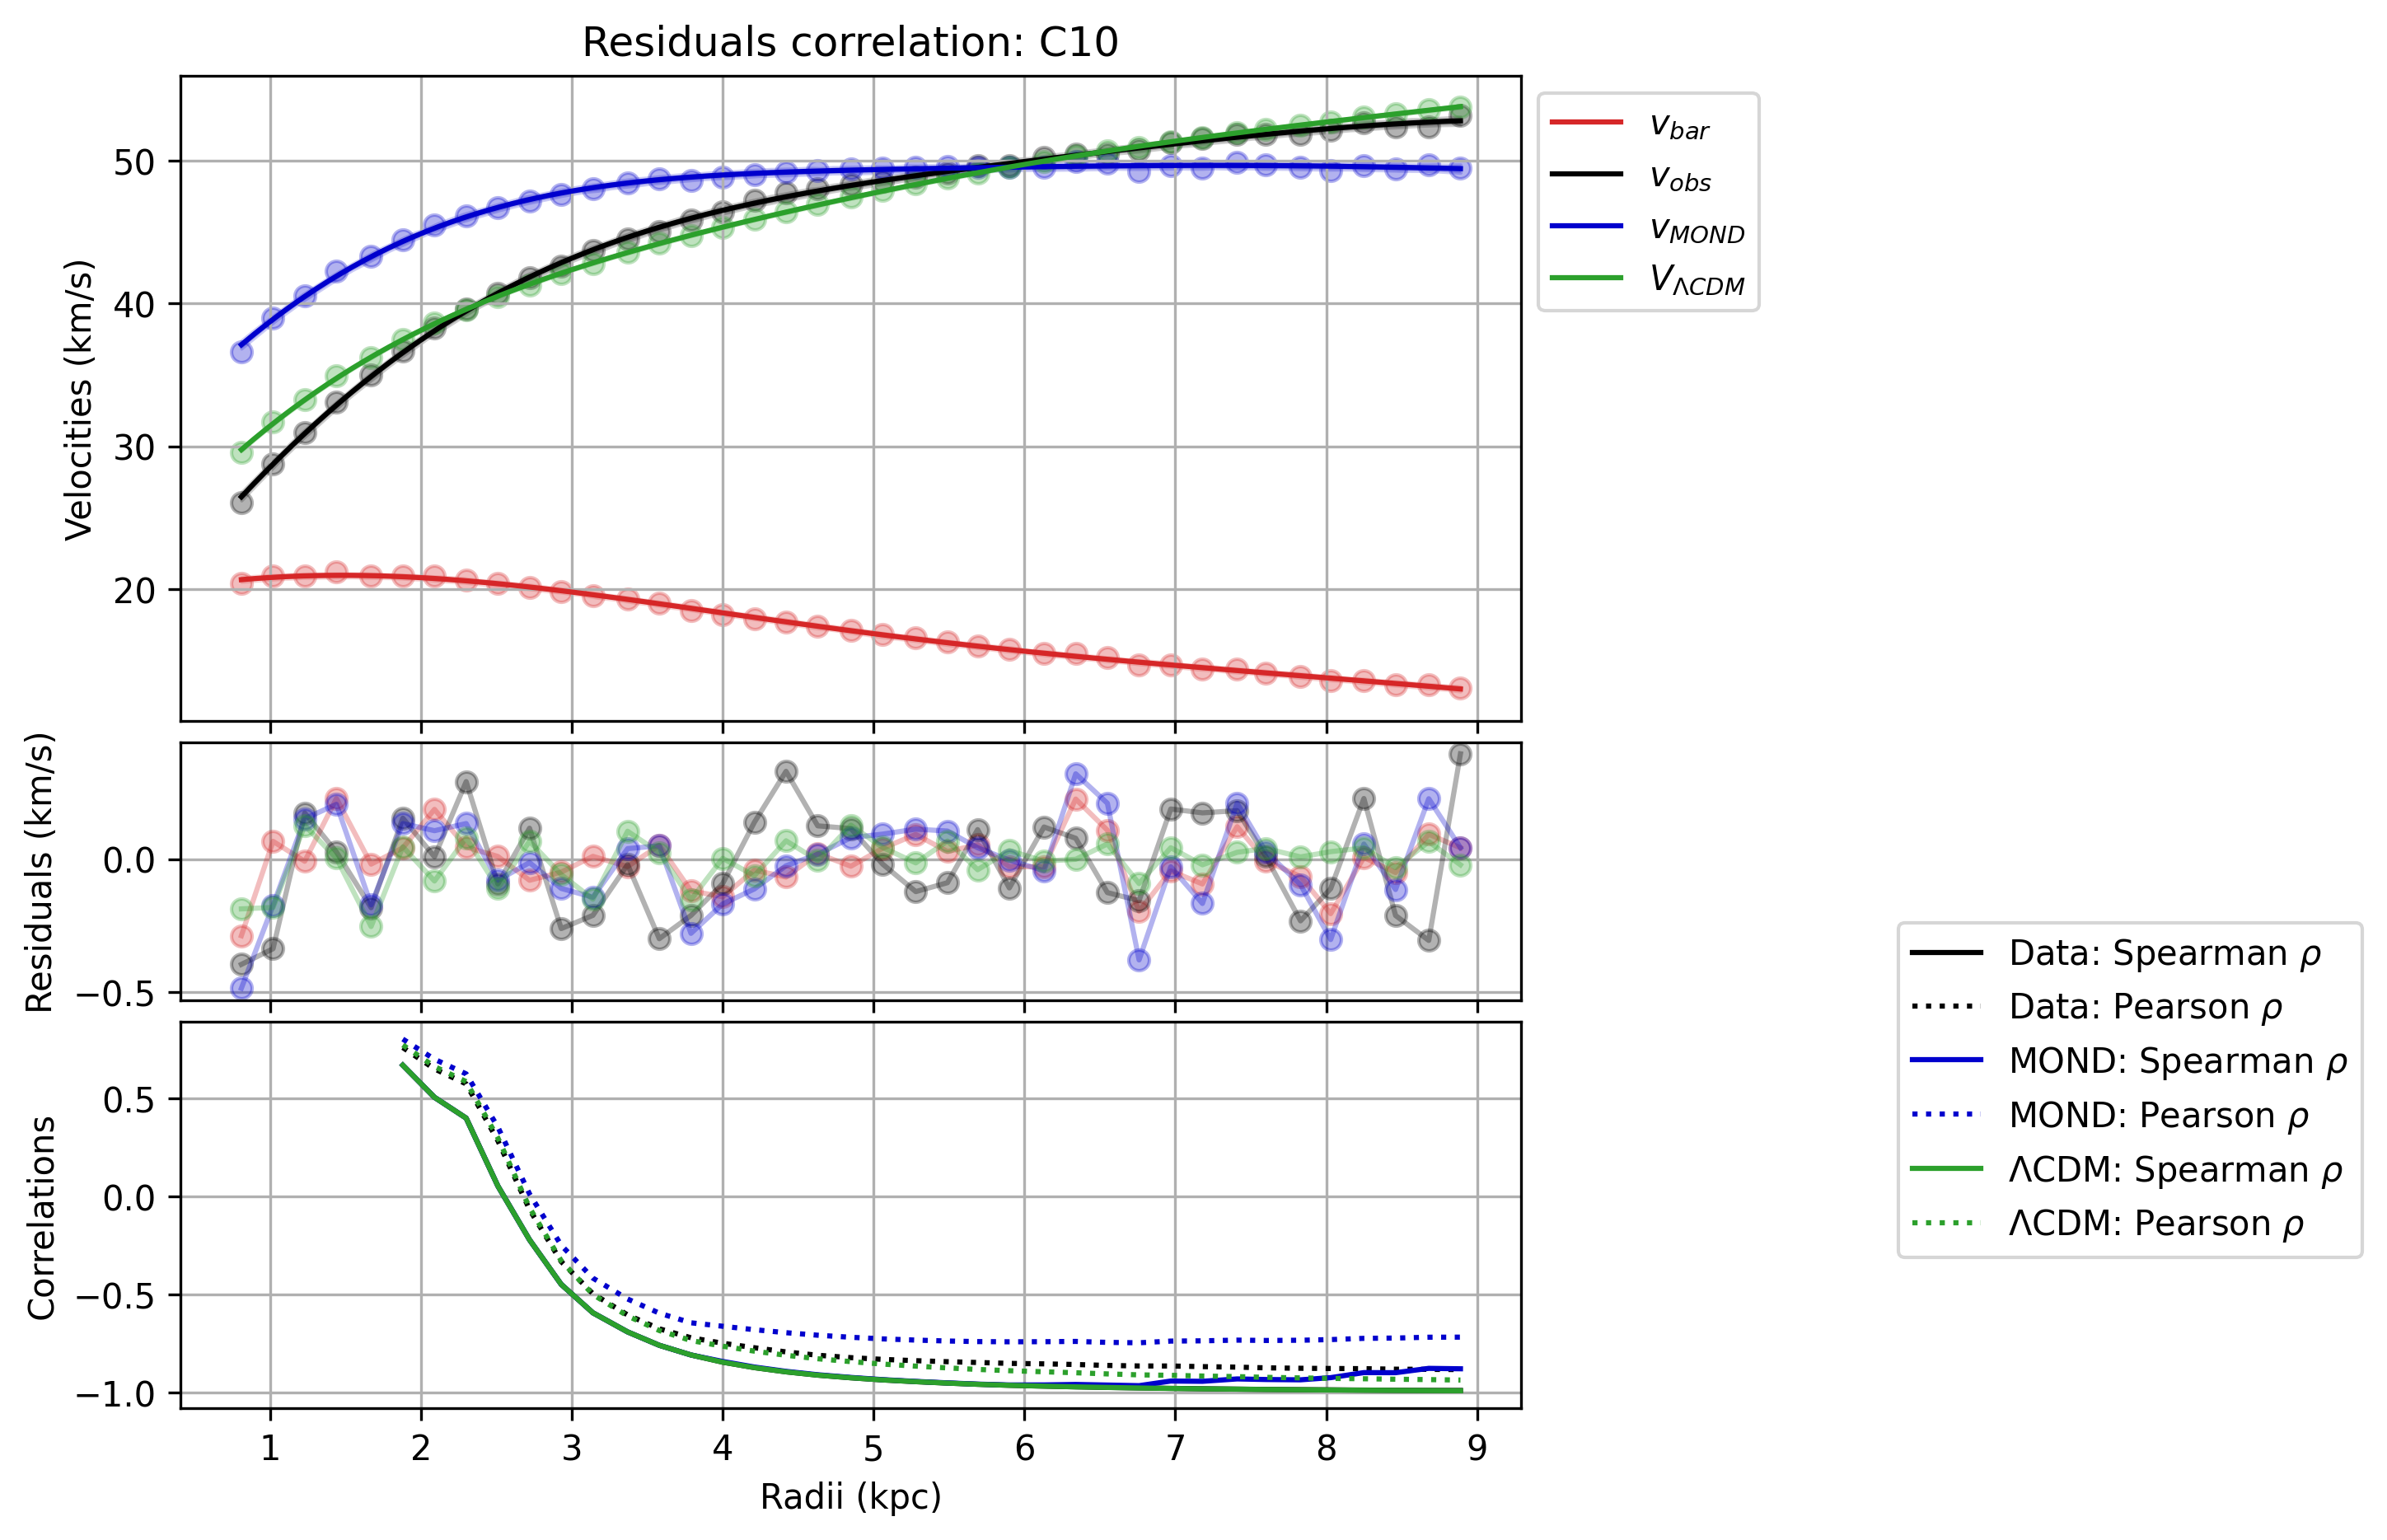 Residuals correlation: C10
Velocities (km/s)
50
40
30
20
v_bar
v_obs
v_MOND
V_ΛCDM
Residuals (km/s)
0.0
−0.5
Correlations
0.5
0.0
−0.5
−1.0
Data: Spearman ρ
Data: Pearson ρ
MOND: Spearman ρ
MOND: Pearson ρ
ΛCDM: Spearman ρ
ΛCDM: Pearson ρ
1 2 3 4 5 6 7 8 9
Radii (kpc)